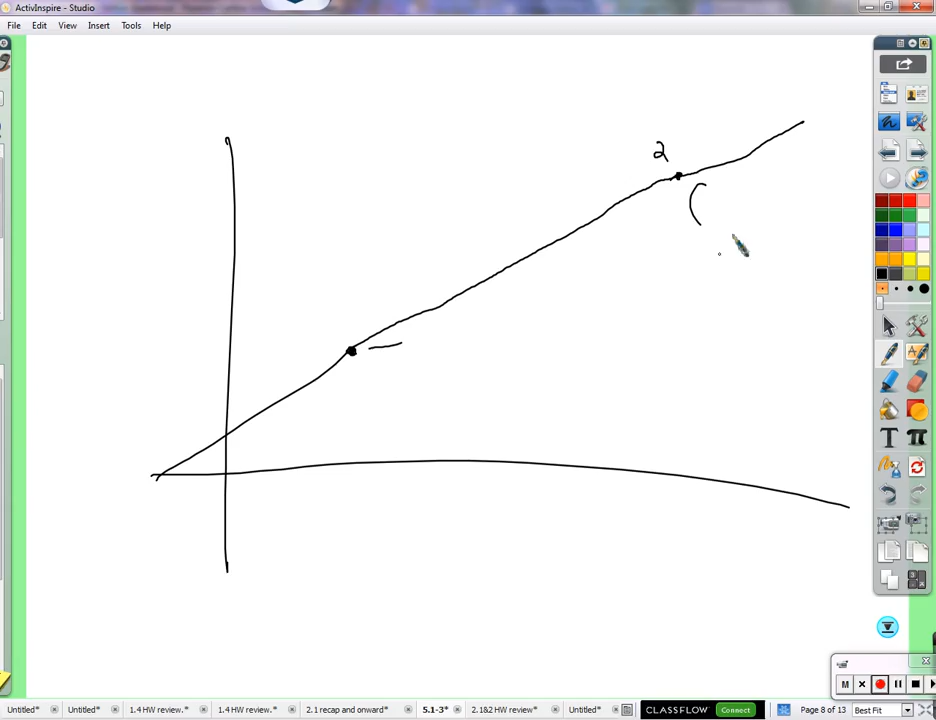 ActivInspire - Studio
File Edit View Insert Tools Help
2
(
T π
M
Untitled* Untitled* 1.4 HW review.* 1.4 HW review.* 2.1 recap and onward* 5.1-3* 2.1&2 HW review* Untitled* CLASSFLOW Connect Page 8 of 13 Best Fit